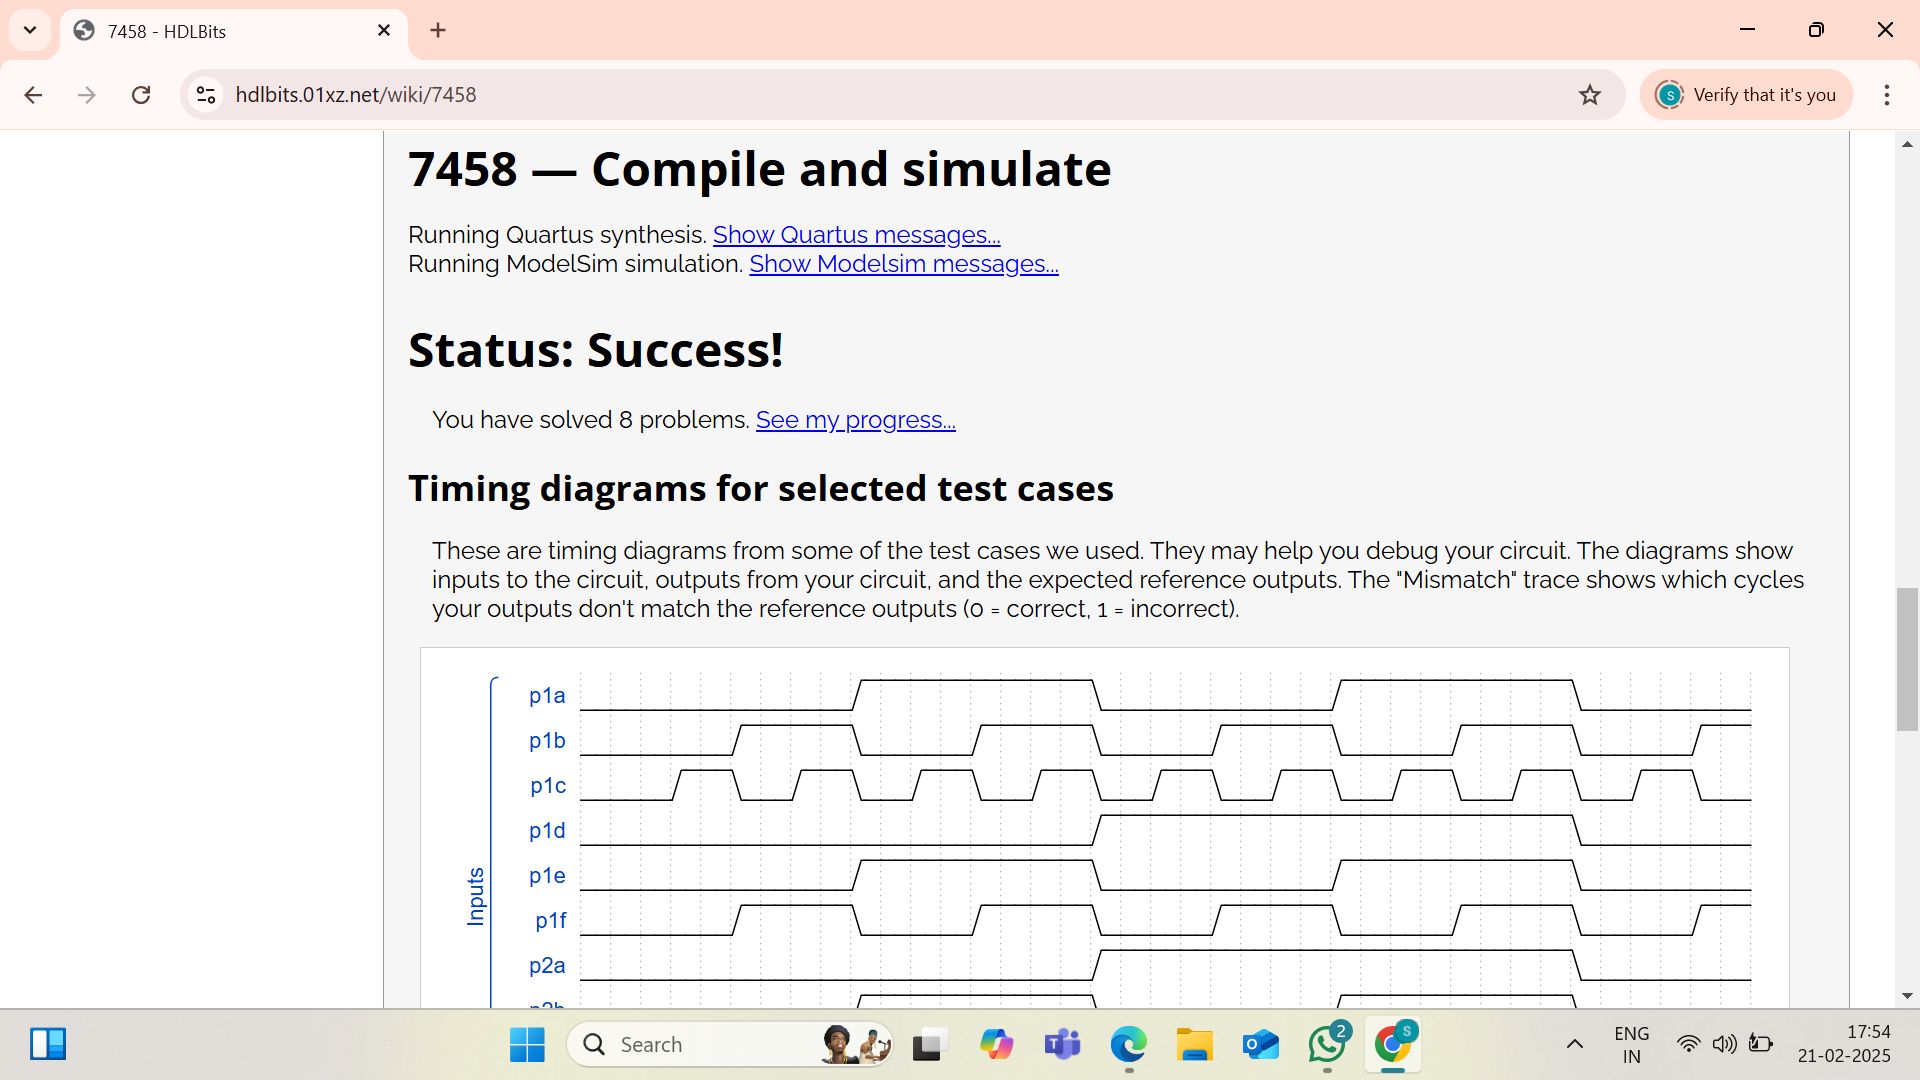 7458 - HDLBits
hdlbits.01xz.net/wiki/7458
S
Verify that it's you
7458 — Compile and simulate
Running Quartus synthesis. Show Quartus messages...
Running ModelSim simulation. Show Modelsim messages...
Status: Success!
You have solved 8 problems. See my progress...
Timing diagrams for selected test cases
These are timing diagrams from some of the test cases we used. They may help you debug your circuit. The diagrams show
inputs to the circuit, outputs from your circuit, and the expected reference outputs. The "Mismatch" trace shows which cycles
your outputs don't match the reference outputs (0 = correct, 1 = incorrect).
Inputs
p1a
p1b
p1c
p1d
p1e
p1f
p2a
p2b
Search
2
S
ENG
IN
17:54
21-02-2025